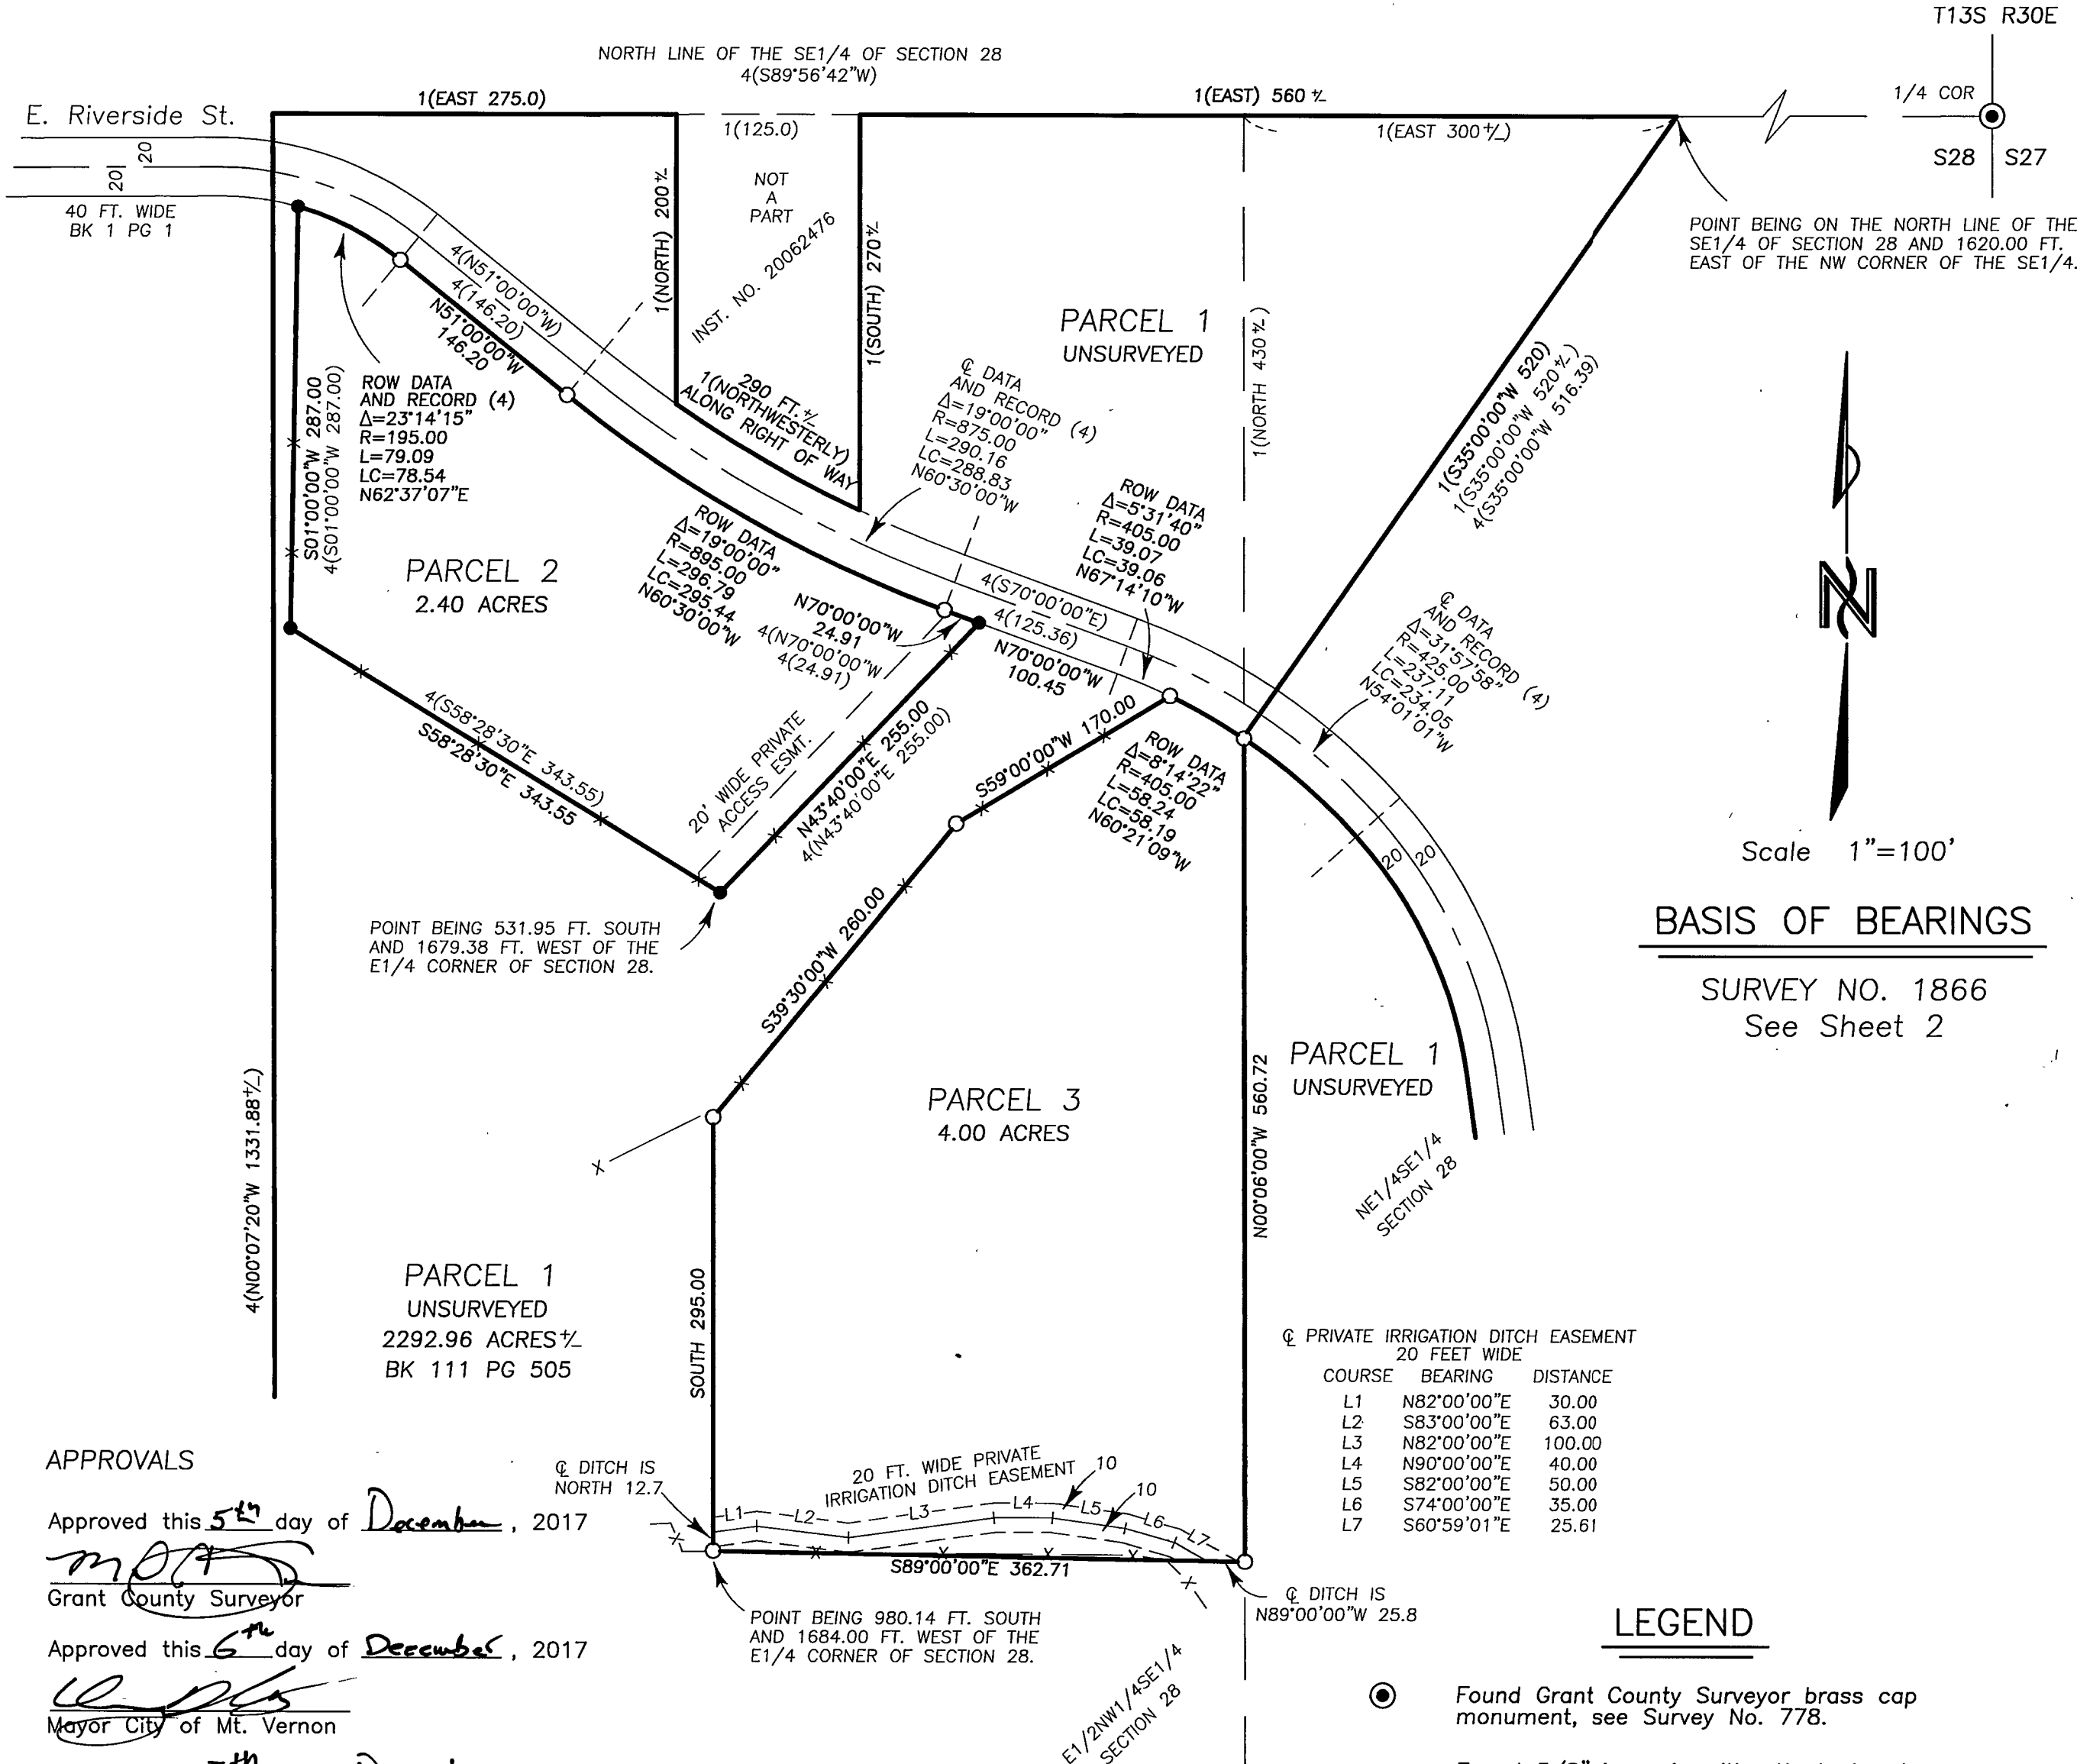 T13S R30E
NORTH LINE OF THE SE1/4 OF SECTION 28
4(S89°56'42"W)
1/4 COR
S28
S27
E. Riverside St.
1(EAST 275.0)
1(125.0)
1(EAST) 560 +/-
1(EAST 300+/-)
20
20
40 FT. WIDE
BK 1 PG 1
NOT
A
PART
INST. NO. 20062476
1(NORTH) 200+/-
1(SOUTH) 270+/-
1(NORTH 430+/-)
POINT BEING ON THE NORTH LINE OF THE
SE1/4 OF SECTION 28 AND 1620.00 FT.
EAST OF THE NW CORNER OF THE SE1/4.
4(N51°00'00"W)
4(146.20)
N51°00'00"W
146.20
PARCEL 1
UNSURVEYED
1(S35°00'00"W 520)
1(S35°00'00"W 520+/-)
4(S35°00'00"W 516.39)
S01°00'00"W 287.00
4(S01°00'00"W 287.00)
ROW DATA
AND RECORD (4)
Δ=23°14'15"
R=195.00
L=79.09
LC=78.54
N62°37'07"E
290 FT.+/-
1(NORTHWESTERLY)
ALONG RIGHT OF WAY
℄ DATA
AND RECORD (4)
Δ=19°00'00"
R=875.00
L=290.16
LC=288.83
N60°30'00"W
ROW DATA
Δ=5°31'40"
R=405.00
L=39.07
LC=39.06
N67°14'10"W
PARCEL 2
2.40 ACRES
ROW DATA
Δ=19°00'00"
R=895.00
L=296.79
LC=295.44
N60°30'00"W
N70°00'00"W
24.91
4(N70°00'00"W
4(24.91)
4(S70°00'00"E)
4(125.36)
N70°00'00"W
100.45
℄ DATA
AND RECORD (4)
Δ=31°57'58"
R=425.00
L=237.11
LC=234.05
N54°01'01"W
4(S58°28'30"E 343.55)
S58°28'30"E 343.55
20' WIDE PRIVATE
ACCESS ESMT.
N43°40'00"E 255.00
4(N43°40'00"E 255.00)
S59°00'00"W 170.00
ROW DATA
Δ=8°14'22"
R=405.00
L=58.24
LC=58.19
N60°21'09"W
20
20
Scale 1"=100'
BASIS OF BEARINGS
SURVEY NO. 1866
See Sheet 2
POINT BEING 531.95 FT. SOUTH
AND 1679.38 FT. WEST OF THE
E1/4 CORNER OF SECTION 28.
S39°30'00"W 260.00
4(N00°07'20"W 1331.88+/-)
PARCEL 3
4.00 ACRES
N00°06'00"W 560.72
PARCEL 1
UNSURVEYED
NE1/4SE1/4
SECTION 28
PARCEL 1
UNSURVEYED
2292.96 ACRES+/-
BK 111 PG 505
SOUTH 295.00
℄ PRIVATE IRRIGATION DITCH EASEMENT
20 FEET WIDE
COURSE BEARING DISTANCE
L1 N82°00'00"E 30.00
L2 S83°00'00"E 63.00
L3 N82°00'00"E 100.00
L4 N90°00'00"E 40.00
L5 S82°00'00"E 50.00
L6 S74°00'00"E 35.00
L7 S60°59'01"E 25.61
℄ DITCH IS
NORTH 12.7
20 FT. WIDE PRIVATE
IRRIGATION DITCH EASEMENT
10
10
L1 L2 L3 L4 L5 L6 L7
S89°00'00"E 362.71
℄ DITCH IS
N89°00'00"W 25.8
POINT BEING 980.14 FT. SOUTH
AND 1684.00 FT. WEST OF THE
E1/4 CORNER OF SECTION 28.
E1/2NW1/4SE1/4
SECTION 28
APPROVALS
Approved this 5th day of December, 2017
Grant County Surveyor
Approved this 6th day of December, 2017
Mayor City of Mt. Vernon
LEGEND
Found Grant County Surveyor brass cap
monument, see Survey No. 778.